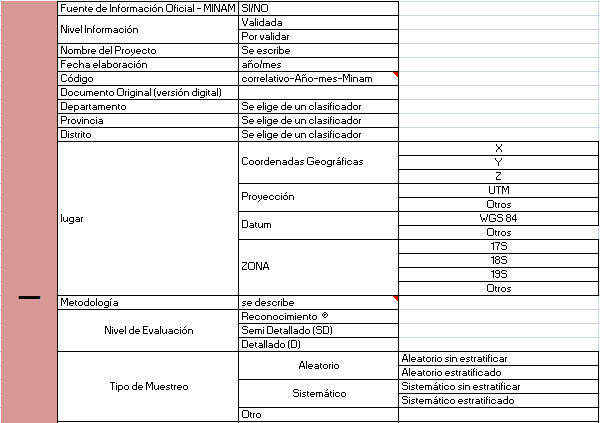 Fuente de Información Oficial - MINAM SI/NO
Nivel Información
Validada
Por validar
Nombre del Proyecto Se escribe
Fecha elaboración año/mes
Código correlativo-Año-mes-Minam
Documento Original (versión digital)
Departamento Se elige de un clasificador
Provincia Se elige de un clasificador
Distrito Se elige de un clasificador
lugar
Coordenadas Geográficas
X
Y
Z
Proyección
UTM
Otros
Datum
WGS 84
Otros
ZONA
17S
18S
19S
Otros
Metodología se describe
Nivel de Evaluación
Reconocimiento ®
Semi Detallado (SD)
Detallado (D)
Tipo de Muestreo
Aleatorio
Aleatorio sin estratificar
Aleatorio estratificado
Sistemático
Sistemático sin estratificar
Sistemático estratificado
Otro
I